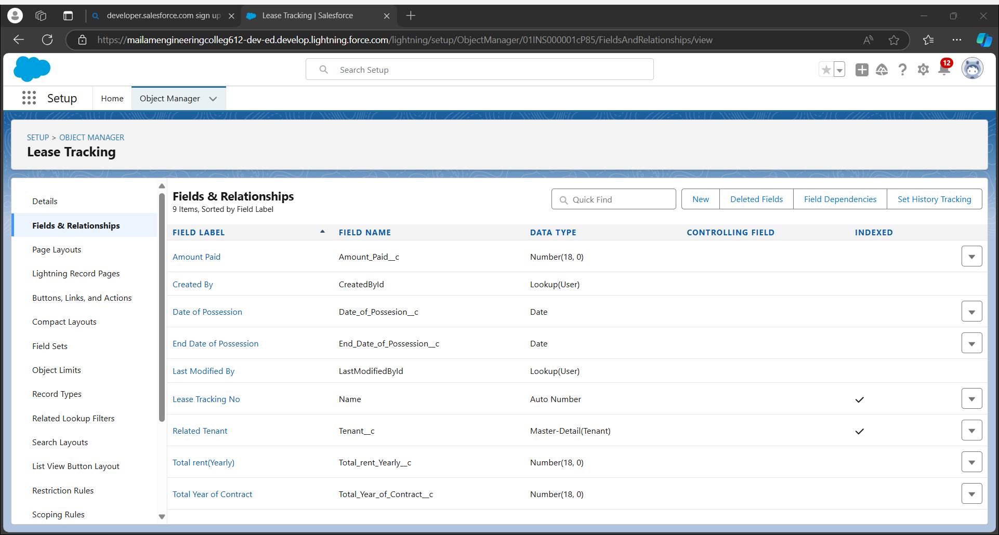 developer.salesforce.com sign up
Lease Tracking | Salesforce
https://mailamengineeringcolleg612-dev-ed.develop.lightning.force.com/lightning/setup/ObjectManager/01INS000001cP85/FieldsAndRelationships/view
Search Setup
12
Setup
Home
Object Manager
SETUP > OBJECT MANAGER
Lease Tracking
Details
Fields & Relationships
Page Layouts
Lightning Record Pages
Buttons, Links, and Actions
Compact Layouts
Field Sets
Object Limits
Record Types
Related Lookup Filters
Search Layouts
List View Button Layout
Restriction Rules
Scoping Rules
Fields & Relationships
9 Items, Sorted by Field Label
Quick Find
New
Deleted Fields
Field Dependencies
Set History Tracking
FIELD LABEL FIELD NAME DATA TYPE CONTROLLING FIELD INDEXED
Amount Paid Amount_Paid__c Number(18, 0)
Created By CreatedById Lookup(User)
Date of Possession Date_of_Possesion__c Date
End Date of Possession End_Date_of_Possession__c Date
Last Modified By LastModifiedById Lookup(User)
Lease Tracking No Name Auto Number
Related Tenant Tenant__c Master-Detail(Tenant)
Total rent(Yearly) Total_rent_Yearly__c Number(18, 0)
Total Year of Contract Total_Year_of_Contract__c Number(18, 0)